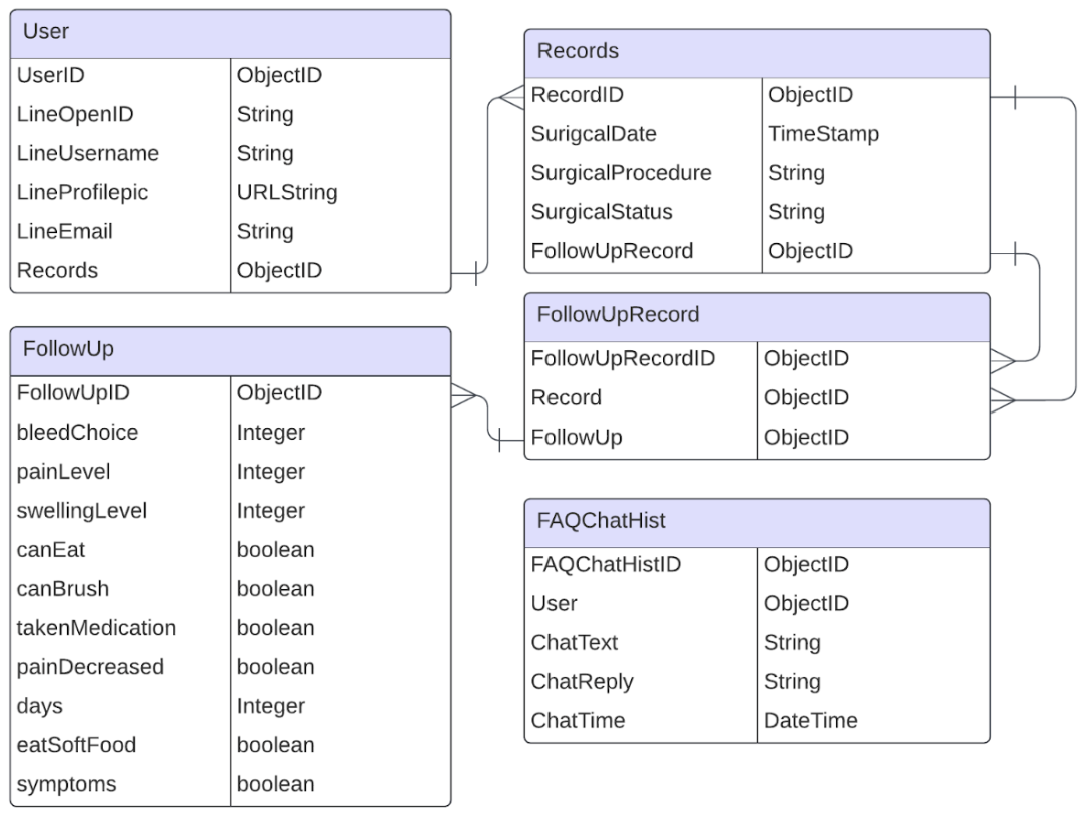 User
UserID ObjectID
LineOpenID String
LineUsername String
LineProfilepic URLString
LineEmail String
Records ObjectID
Records
RecordID ObjectID
SurigcalDate TimeStamp
SurgicalProcedure String
SurgicalStatus String
FollowUpRecord ObjectID
FollowUp
FollowUpID ObjectID
bleedChoice Integer
painLevel Integer
swellingLevel Integer
canEat boolean
canBrush boolean
takenMedication boolean
painDecreased boolean
days Integer
eatSoftFood boolean
symptoms boolean
FollowUpRecord
FollowUpRecordID ObjectID
Record ObjectID
FollowUp ObjectID
FAQChatHist
FAQChatHistID ObjectID
User ObjectID
ChatText String
ChatReply String
ChatTime DateTime